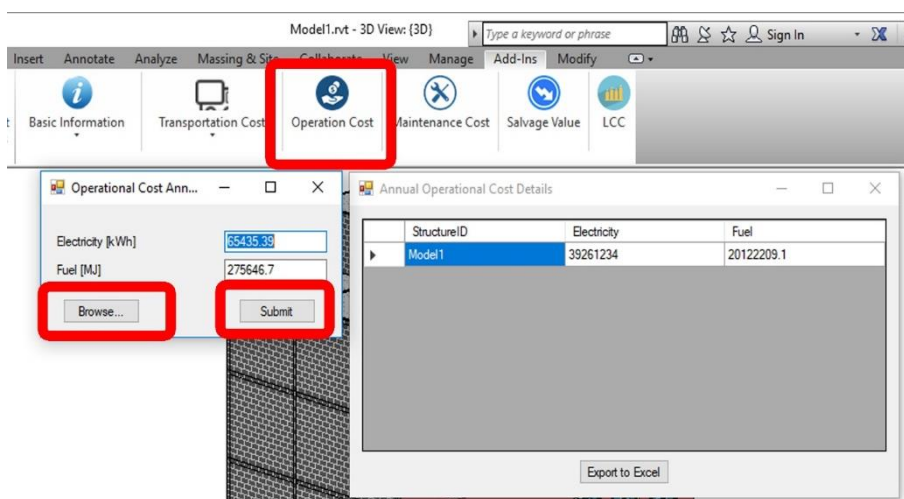 Model1.rvt - 3D View: {3D}
Type a keyword or phrase
Sign In
Insert Annotate Analyze Massing & Site Collaborate View Manage Add-Ins Modify
Basic Information Transportation Cost Operation Cost Maintenance Cost Salvage Value LCC
Operational Cost Ann...
Electricity [kWh] 65435.39
Fuel [MJ] 275646.7
Browse... Submit
Annual Operational Cost Details
StructureID Electricity Fuel
Model1 39261234 20122209.1
Export to Excel